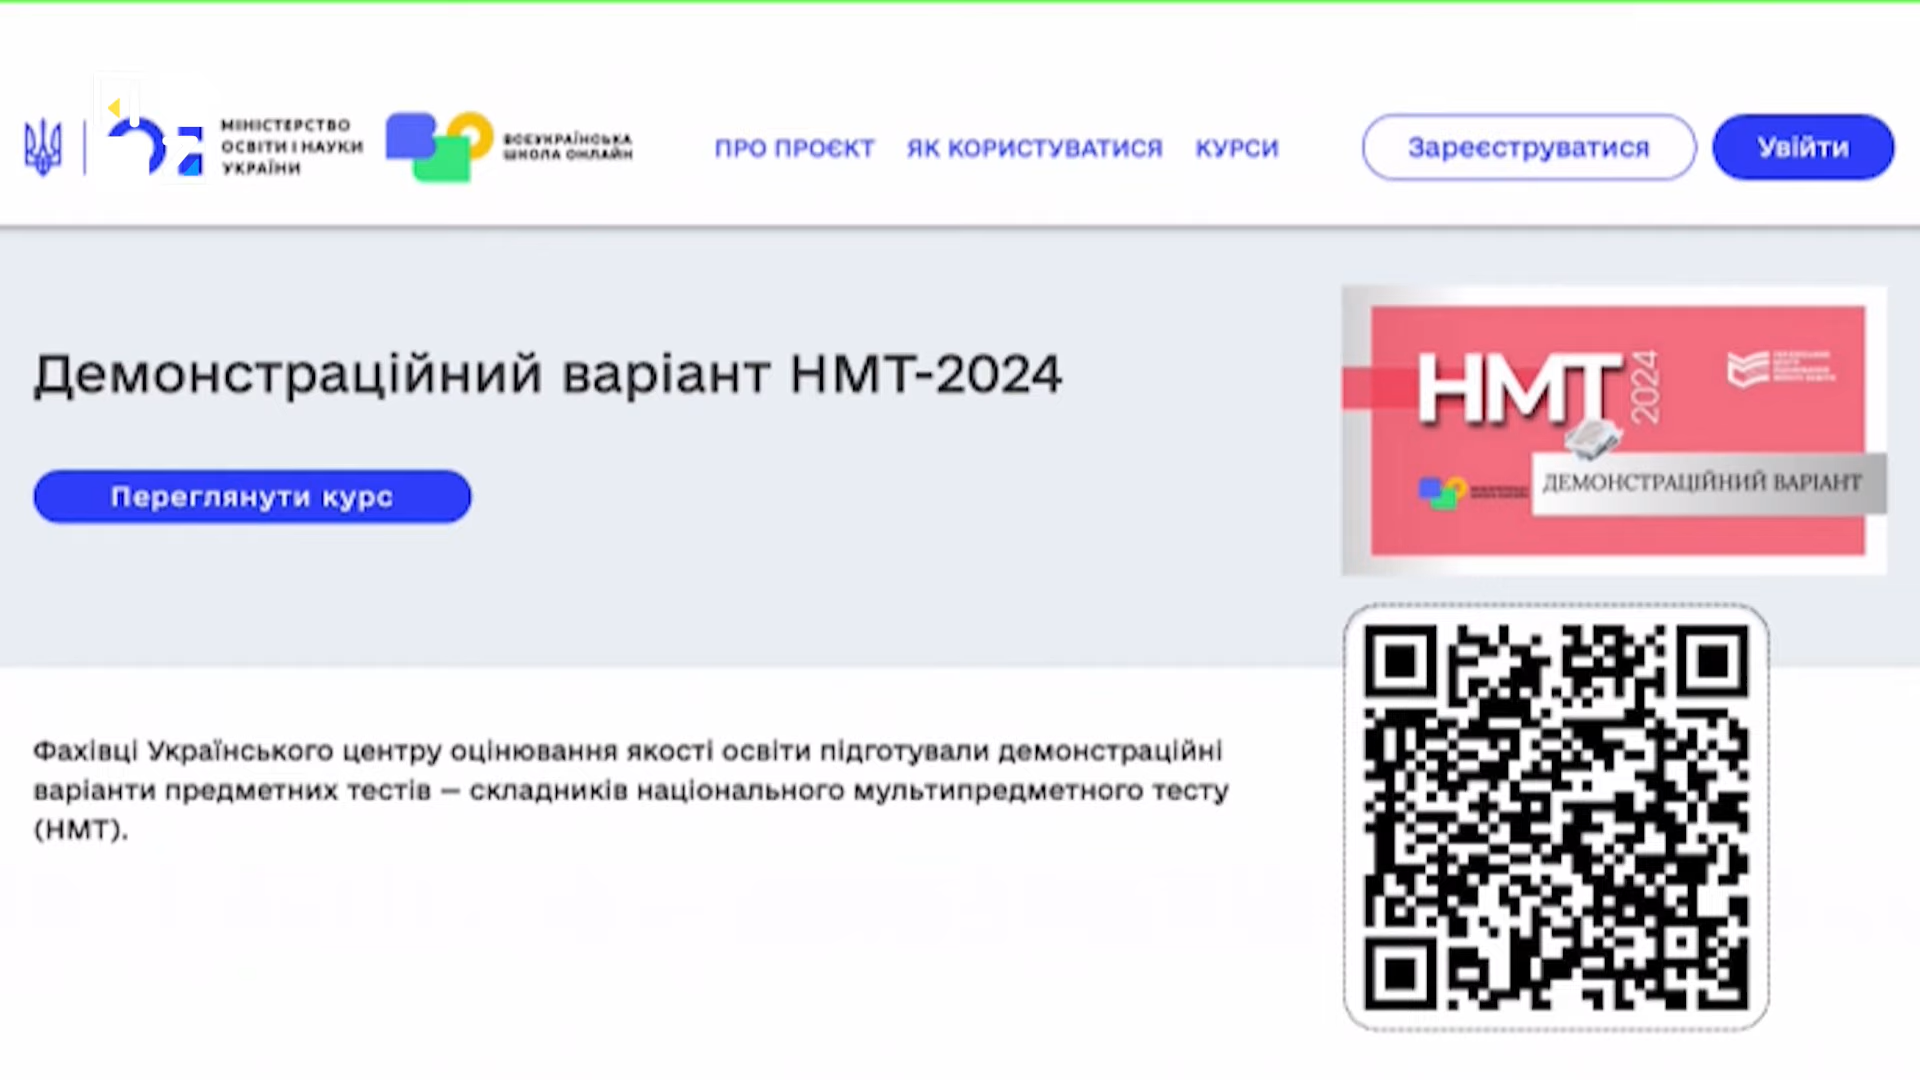 МІНІСТЕРСТВО
ОСВІТИ І НАУКИ
УКРАЇНИ
ВСЕУКРАЇНСЬКА
ШКОЛА ОНЛАЙН
ПРО ПРОЄКТ
ЯК КОРИСТУВАТИСЯ
КУРСИ
Зареєструватися
Увійти
Демонстраційний варіант НМТ-2024
Переглянути курс
НМТ 2024
ДЕМОНСТРАЦІЙНИЙ ВАРІАНТ
Фахівці Українського центру оцінювання якості освіти підготували демонстраційні
варіанти предметних тестів — складників національного мультипредметного тесту
(НМТ).